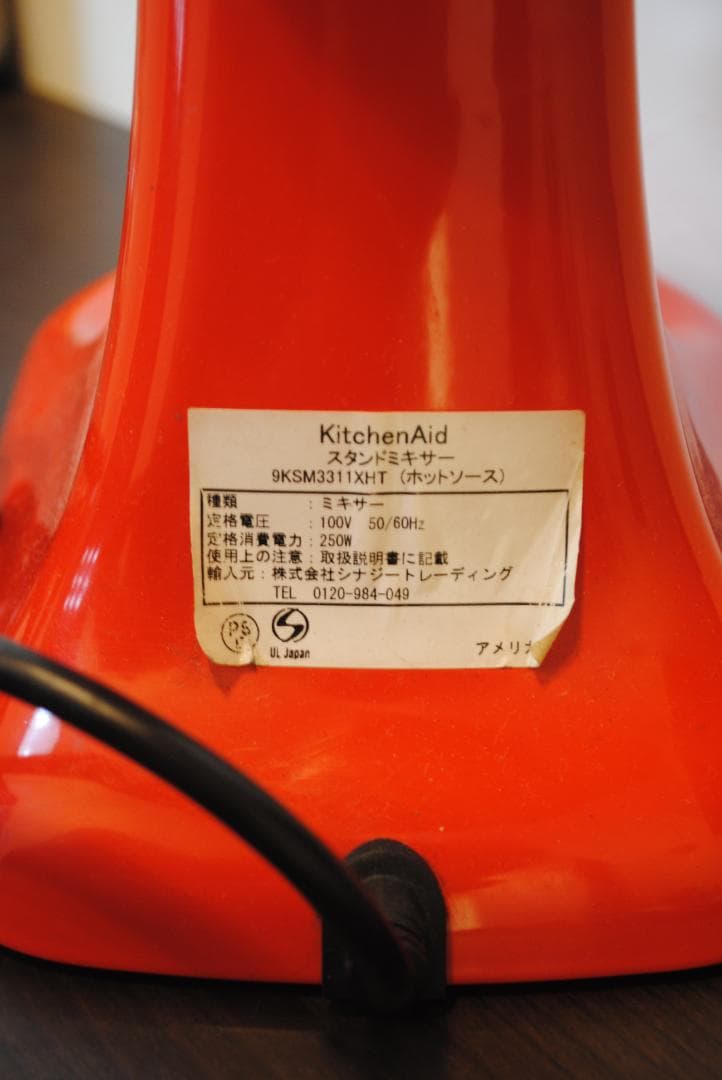 KitchenAid
スタンドミキサー
9KSM3311XHT (ホットソース)
種類 : ミキサー
定格電圧 : 100V 50/60Hz
定格消費電力 : 250W
使用上の注意 : 取扱説明書に記載
輸入元 : 株式会社シナジートレーディング
TEL 0120-984-049
PS
UL Japan
アメリカ